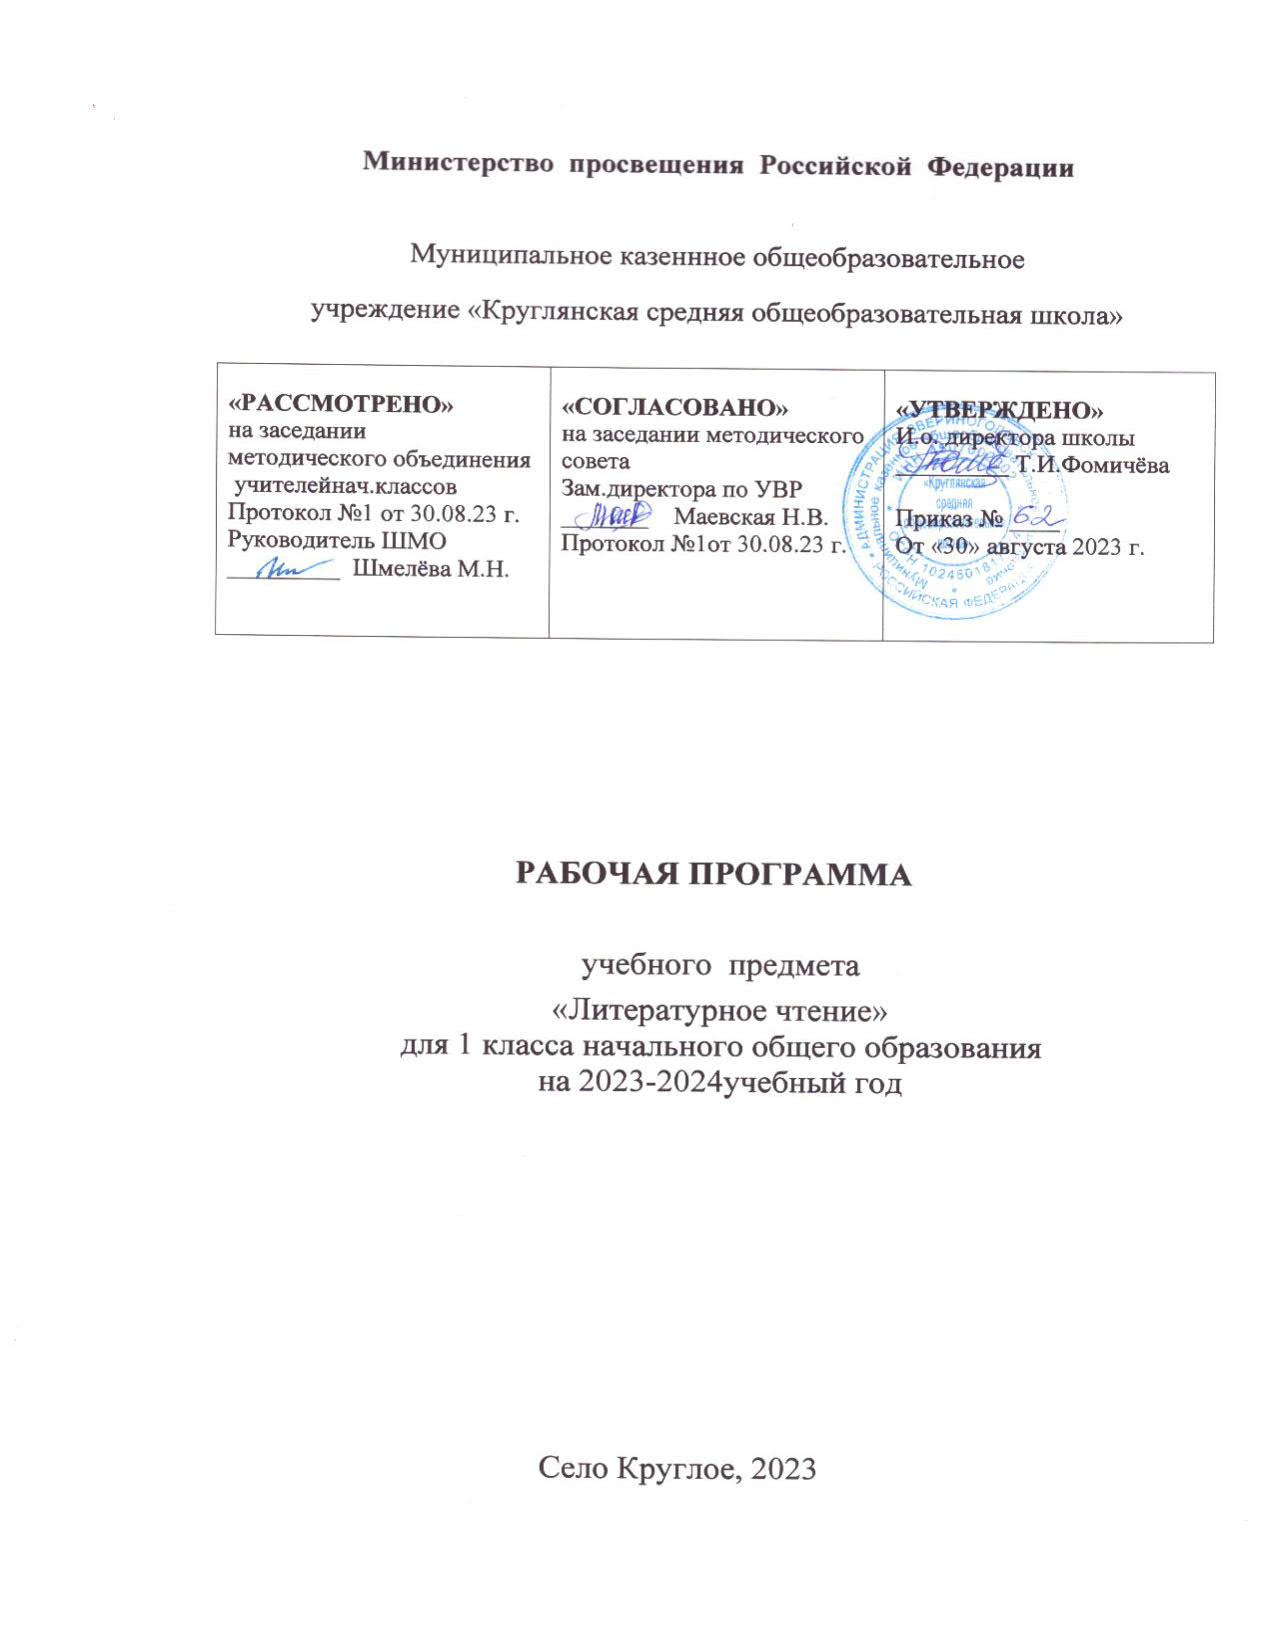 Министерство просвещения Российской Федерации
Муниципальное казеннное общеобразовательное
учреждение «Круглянская средняя общеобразовательная школа»
«РАССМОТРЕНО»
на заседании
методического объединения
учителейнач.классов
Протокол №1 от 30.08.23 г.
Руководитель ШМО
Шмелёва М.Н.
«СОГЛАСОВАНО»
на заседании методического
совета
Зам.директора по УВР
Маевская Н.В.
Протокол №1от 30.08.23 г.
«УТВЕРЖДЕНО»
И.о. директора школы
Т.И.Фомичёва
Приказ № 62
От «30» августа 2023 г.
«Круглянская
средняя
РОССИЙСКАЯ
РАБОЧАЯ ПРОГРАММА
учебного предмета
«Литературное чтение»
для 1 класса начального общего образования
на 2023-2024учебный год
Село Круглое, 2023